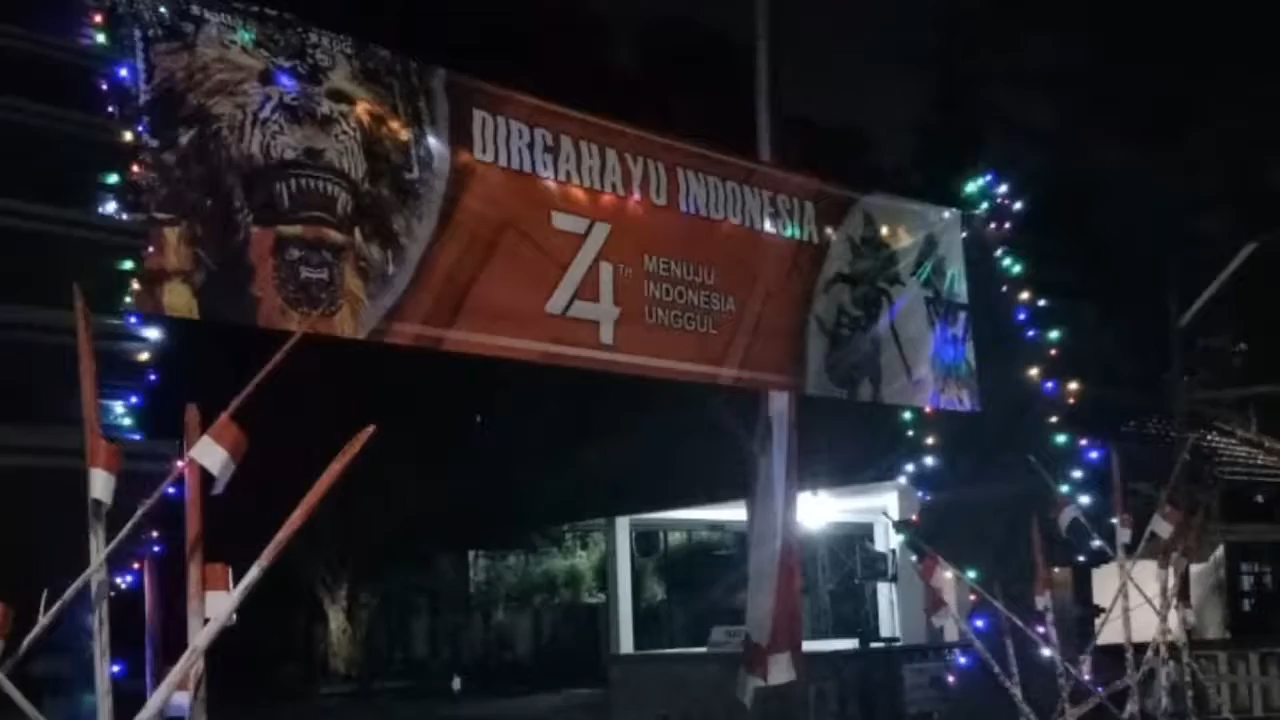 DIRGAHAYU INDONESIA
74TH
MENUJU
INDONESIA
UNGGUL